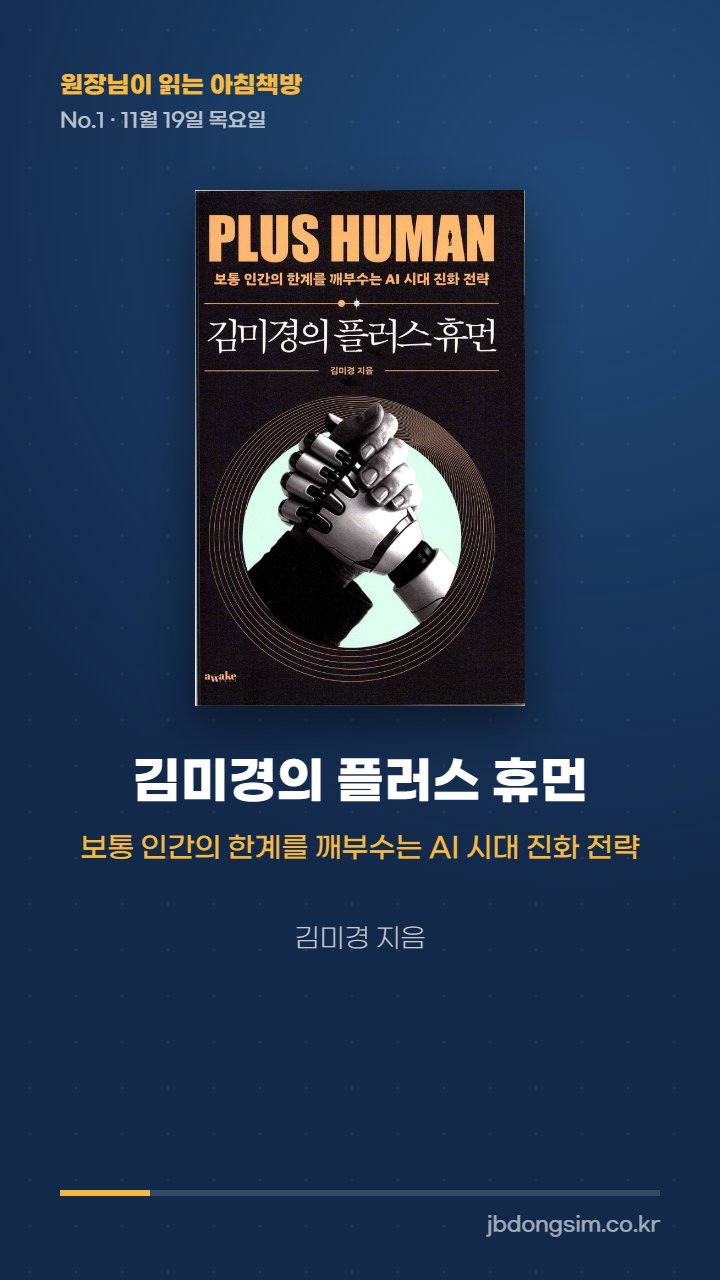 원장님이 읽는 아침책방
No.1 · 11월 19일 목요일
PLUS HUMAN
보통 인간의 한계를 깨부수는 AI 시대 진화 전략
김미경의 플러스 휴먼
김미경 지음
awake
김미경의 플러스 휴먼
보통 인간의 한계를 깨부수는 AI 시대 진화 전략
김미경 지음
jbdongsim.co.kr